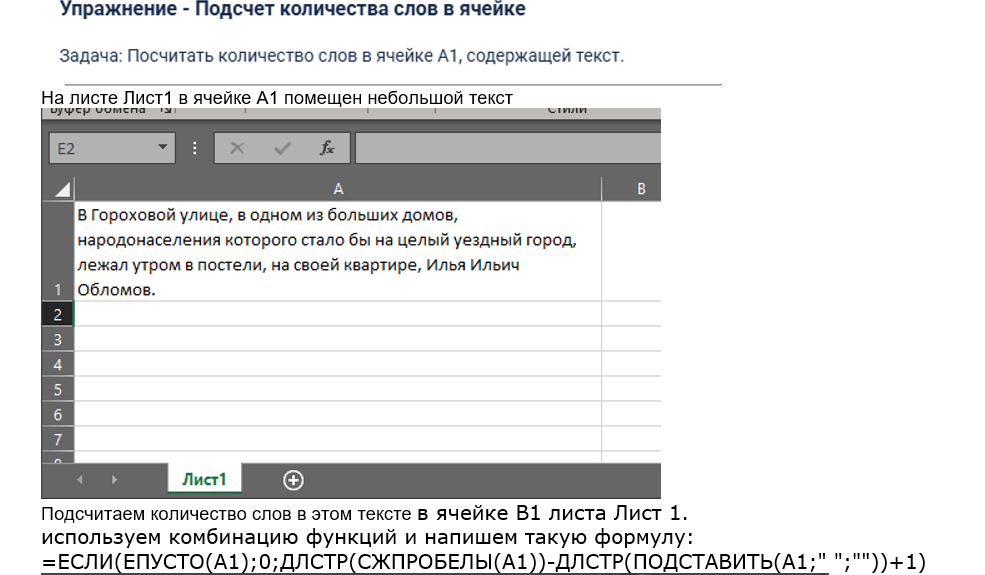 Упражнение - Подсчет количества слов в ячейке
Задача: Посчитать количество слов в ячейке A1, содержащей текст.
На листе Лист1 в ячейке А1 помещен небольшой текст
Буфер обмена
Стили
E2
fx
A B
В Гороховой улице, в одном из больших домов,
народонаселения которого стало бы на целый уездный город,
лежал утром в постели, на своей квартире, Илья Ильич
1 Обломов.
2
3
4
5
6
7
8
Лист1
Подсчитаем количество слов в этом тексте в ячейке B1 листа Лист 1.
используем комбинацию функций и напишем такую формулу:
=ЕСЛИ(ЕПУСТО(A1);0;ДЛСТР(СЖПРОБЕЛЫ(A1))-ДЛСТР(ПОДСТАВИТЬ(A1;" ";""))+1)